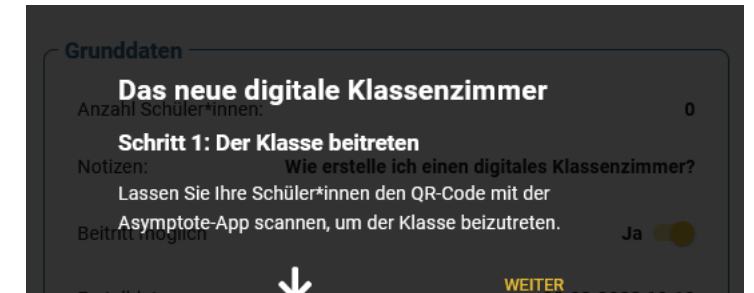 Grunddaten
Das neue digitale Klassenzimmer
Anzahl Schüler*innen: 0
Schritt 1: Der Klasse beitreten
Notizen: Wie erstelle ich einen digitales Klassenzimmer?
Lassen Sie Ihre Schüler*innen den QR-Code mit der
Asymptote-App scannen, um der Klasse beizutreten.
Beitritt möglich Ja
WEITER